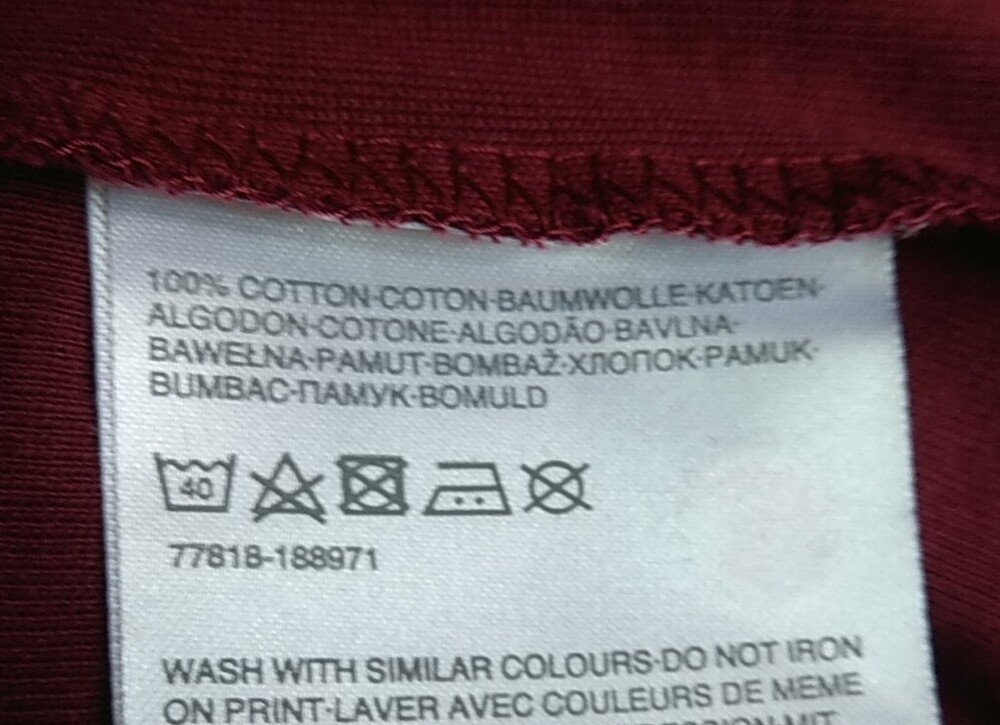 100% COTTON·COTON·BAUMWOLLE·KATOEN·
ALGODON·COTONE·ALGODÃO·BAVLNA·
BAWEŁNA·PAMUT·BOMBAŽ·ХЛОПОК·PAMUK·
BUMBAC·ПАМУК·BOMULD
40
77818-188971
WASH WITH SIMILAR COLOURS·DO NOT IRON
ON PRINT·LAVER AVEC COULEURS DE MEME
MIT